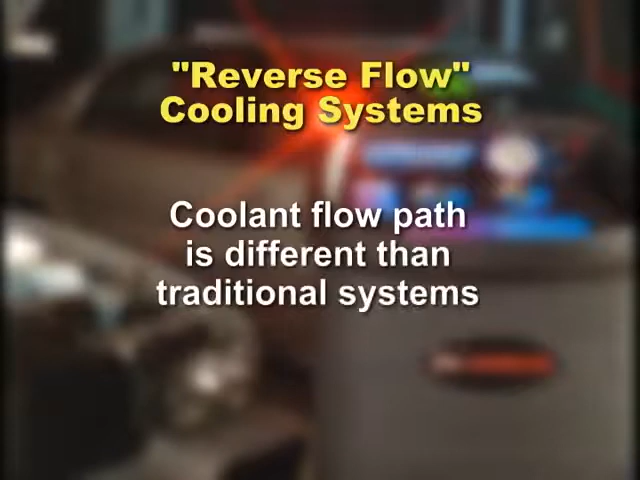 "Reverse Flow"
Cooling Systems
Coolant flow path
is different than
traditional systems